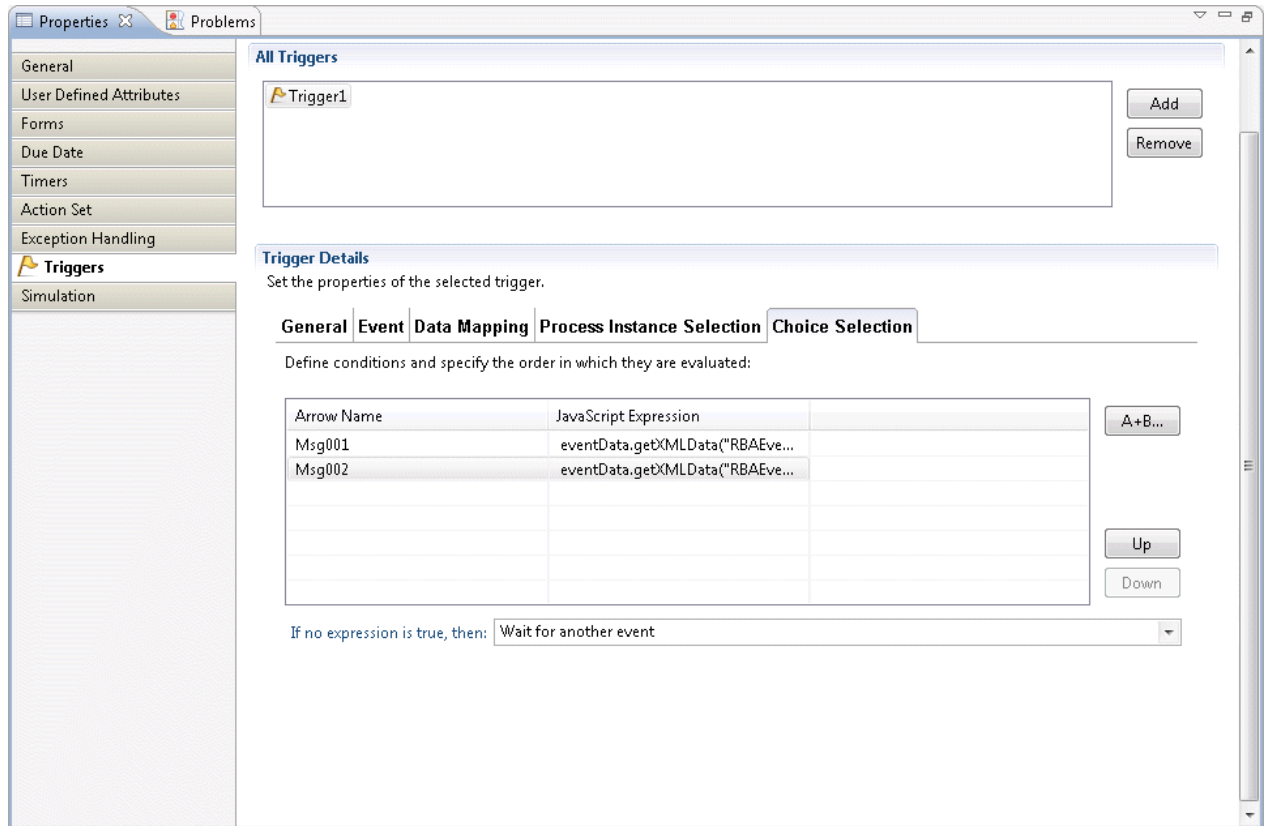 Properties Problems
General
User Defined Attributes
Forms
Due Date
Timers
Action Set
Exception Handling
Triggers
Simulation
All Triggers
Trigger1
Add
Remove
Trigger Details
Set the properties of the selected trigger.
General Event Data Mapping Process Instance Selection Choice Selection
Define conditions and specify the order in which they are evaluated:
Arrow Name JavaScript Expression
Msg001 eventData.getXMLData("RBAEve...
Msg002 eventData.getXMLData("RBAEve...
A+B...
Up
Down
If no expression is true, then: Wait for another event